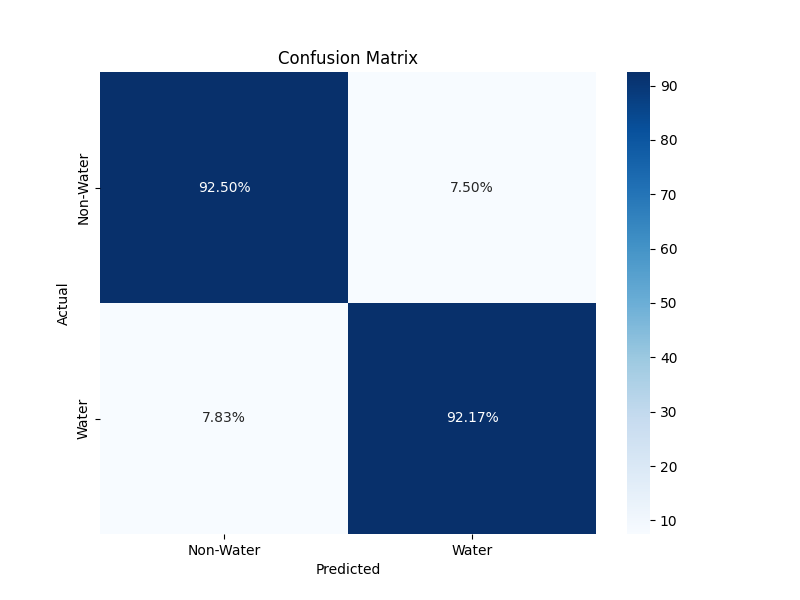 Confusion Matrix
Non-Water
92.50%
7.50%
Actual
Water
7.83%
92.17%
Non-Water
Water
Predicted
90
80
70
60
50
40
30
20
10